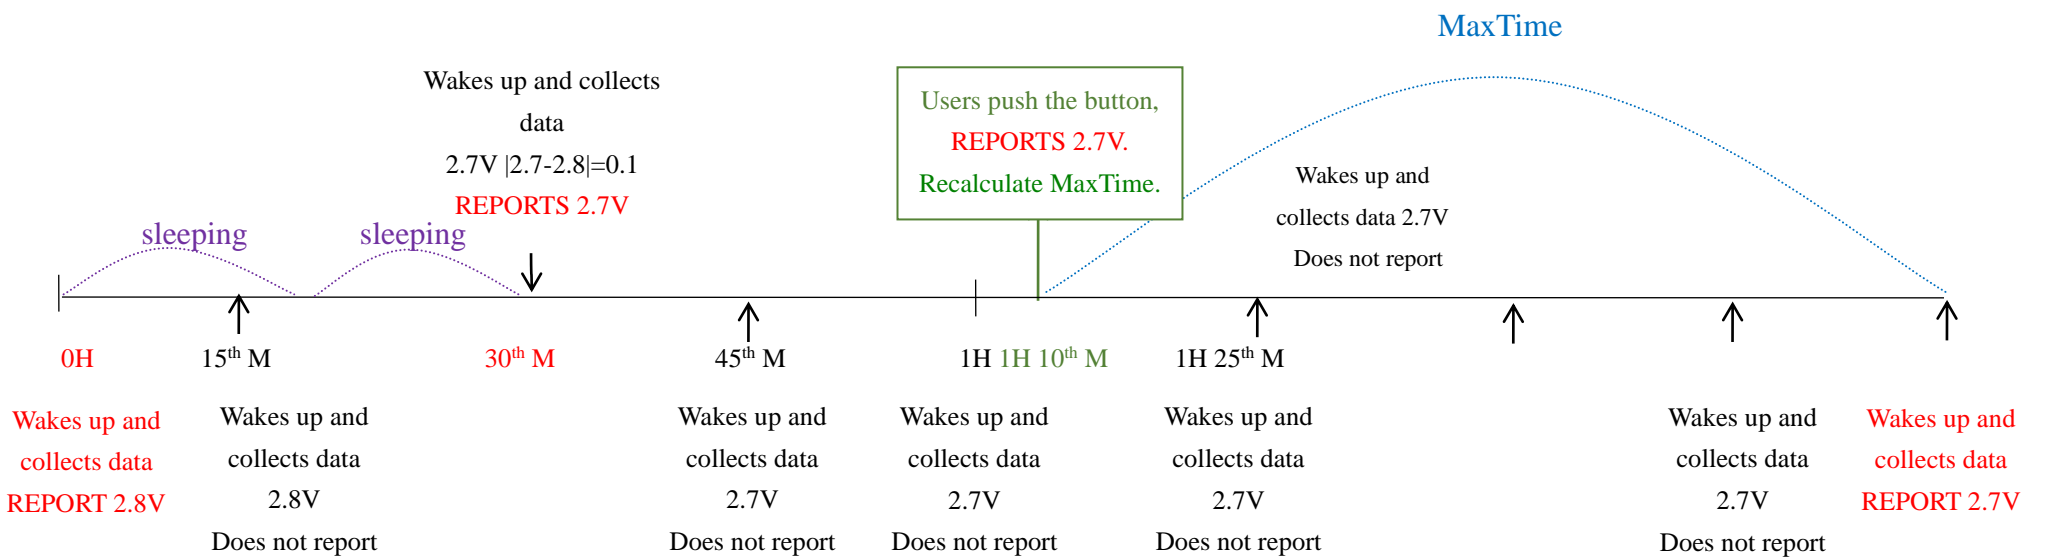 MaxTime
Wakes up and collects
data
2.7V |2.7-2.8|=0.1
REPORTS 2.7V
Users push the button,
REPORTS 2.7V.
Recalculate MaxTime.
Wakes up and
collects data 2.7V
Does not report
sleeping
sleeping
0H
15th M
30th M
45th M
1H 1H 10th M
1H 25th M
Wakes up and
collects data
REPORT 2.8V
Wakes up and
collects data
2.8V
Does not report
Wakes up and
collects data
2.7V
Does not report
Wakes up and
collects data
2.7V
Does not report
Wakes up and
collects data
2.7V
Does not report
Wakes up and
collects data
2.7V
Does not report
Wakes up and
collects data
REPORT 2.7V